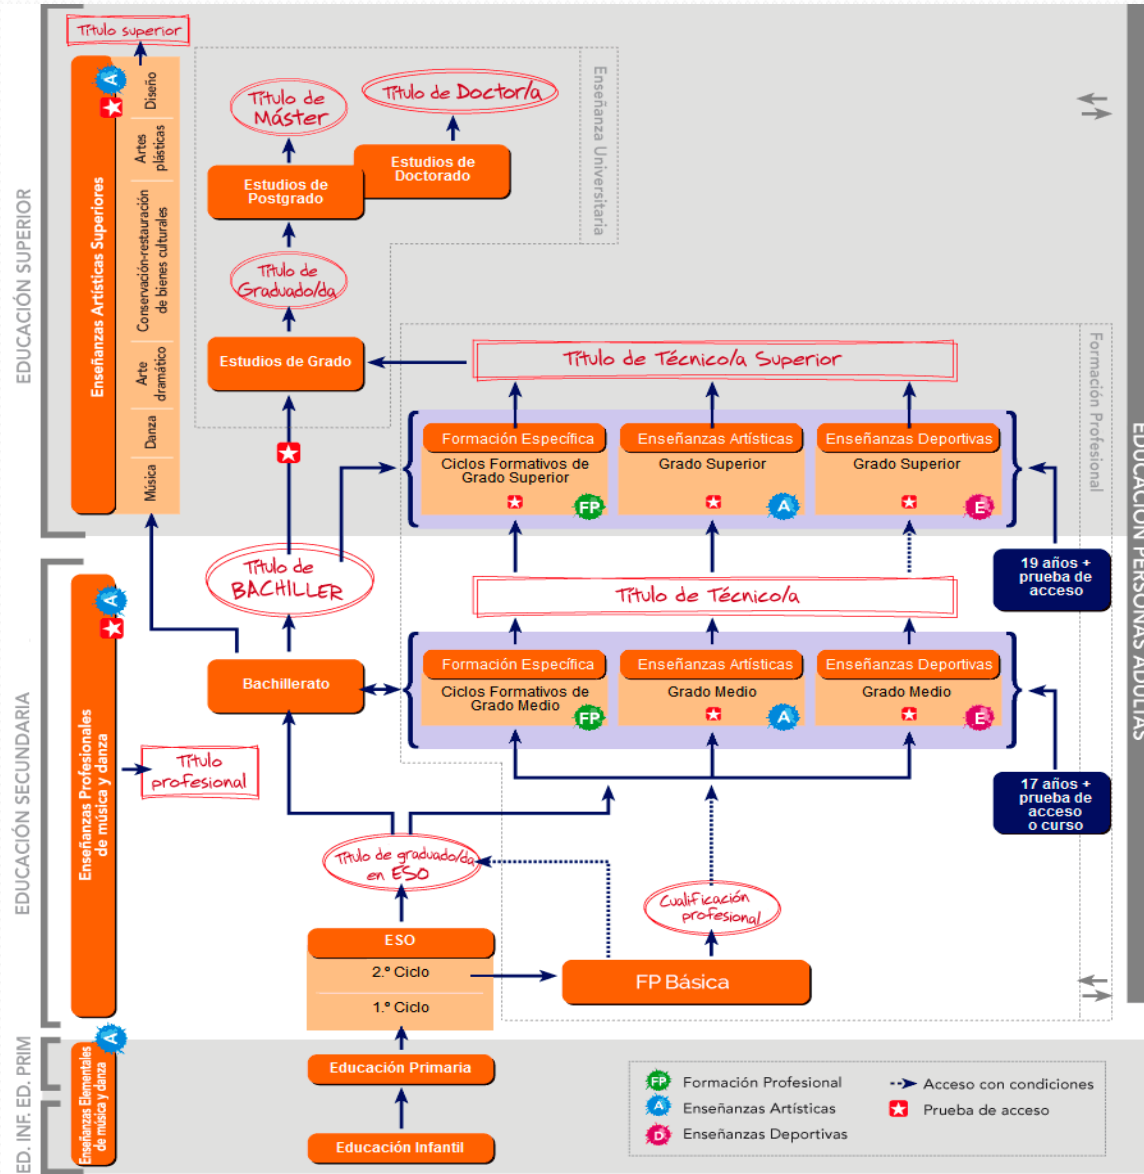 Título superior
EDUCACIÓN SUPERIOR
Enseñanzas Artísticas Superiores
A
Diseño
Artes
plásticas
Conservación-restauración
de bienes culturales
Arte
dramático
Danza
Música
Enseñanza Universitaria
Título de
Máster
Título de Doctor/a
Estudios de
Postgrado
Estudios de
Doctorado
Título de
Graduado/da
Estudios de Grado
Formación Profesional
Título de Técnico/a Superior
Formación Específica
Ciclos Formativos de
Grado Superior
FP
Enseñanzas Artísticas
Grado Superior
A
Enseñanzas Deportivas
Grado Superior
E
19 años +
prueba de
acceso
EDUCACIÓN PERSONAS ADULTAS
EDUCACIÓN SECUNDARIA
Enseñanzas Profesionales
de música y danza
A
Título de
BACHILLER
Título de Técnico/a
Bachillerato
Formación Específica
Ciclos Formativos de
Grado Medio
FP
Enseñanzas Artísticas
Grado Medio
A
Enseñanzas Deportivas
Grado Medio
E
Título
profesional
17 años +
prueba de
acceso
o curso
Título de graduado/da
en ESO
Cualificación
profesional
ESO
2.º Ciclo
1.º Ciclo
FP Básica
ED. INF. ED. PRIM
Enseñanzas Elementales
de música y danza
A
Educación Primaria
Educación Infantil
FP Formación Profesional
A Enseñanzas Artísticas
D Enseñanzas Deportivas
Acceso con condiciones
Prueba de acceso